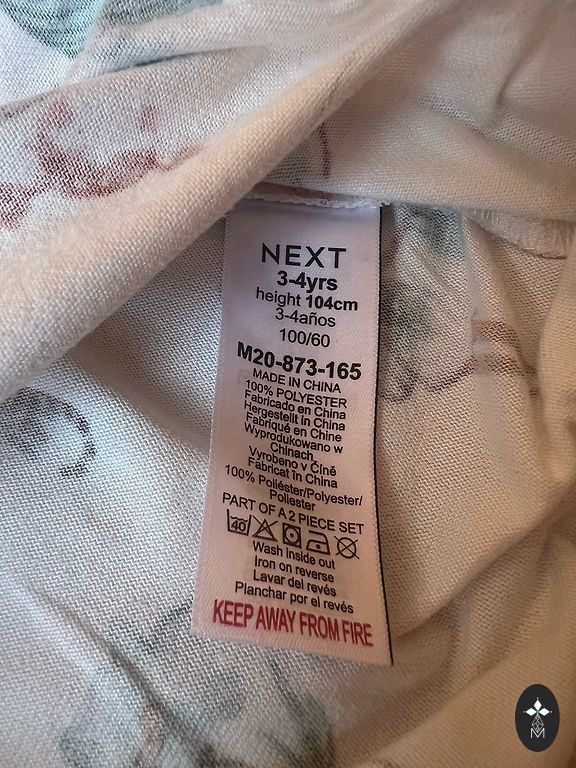 NEXT
3-4yrs
height 104cm
3-4años
100/60
M20-873-165
MADE IN CHINA
100% POLYESTER
Fabricado en China
Hergestellt in China
Fabriqué en Chine
Wyprodukowano w
Chinach
Vyrobeno v Číně
Fabricat în China
100% Poliéster/Polyester/
Poliester
PART OF A 2 PIECE SET
40
Wash inside out
Iron on reverse
Lavar del revés
Planchar por el revés
KEEP AWAY FROM FIRE
M